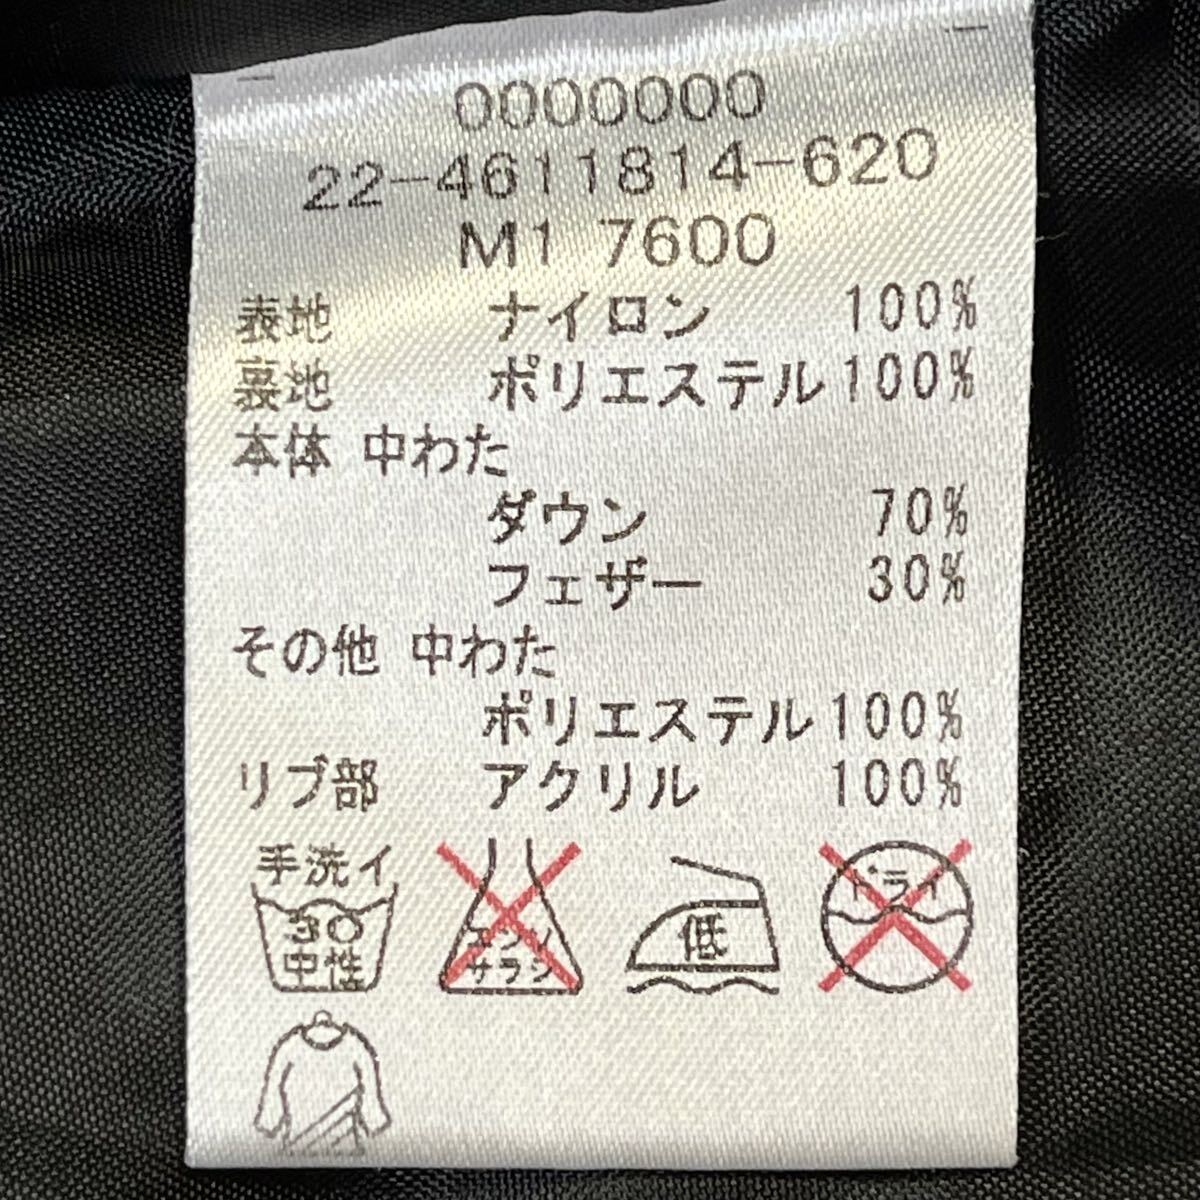 0000000
22-4611814-620
M1 7600
表地 ナイロン 100%
裏地 ポリエステル 100%
本体 中わた
ダウン 70%
フェザー 30%
その他 中わた
ポリエステル 100%
リブ部 アクリル 100%
手洗イ
30
中性
エンソ
サラシ
低
ドライ